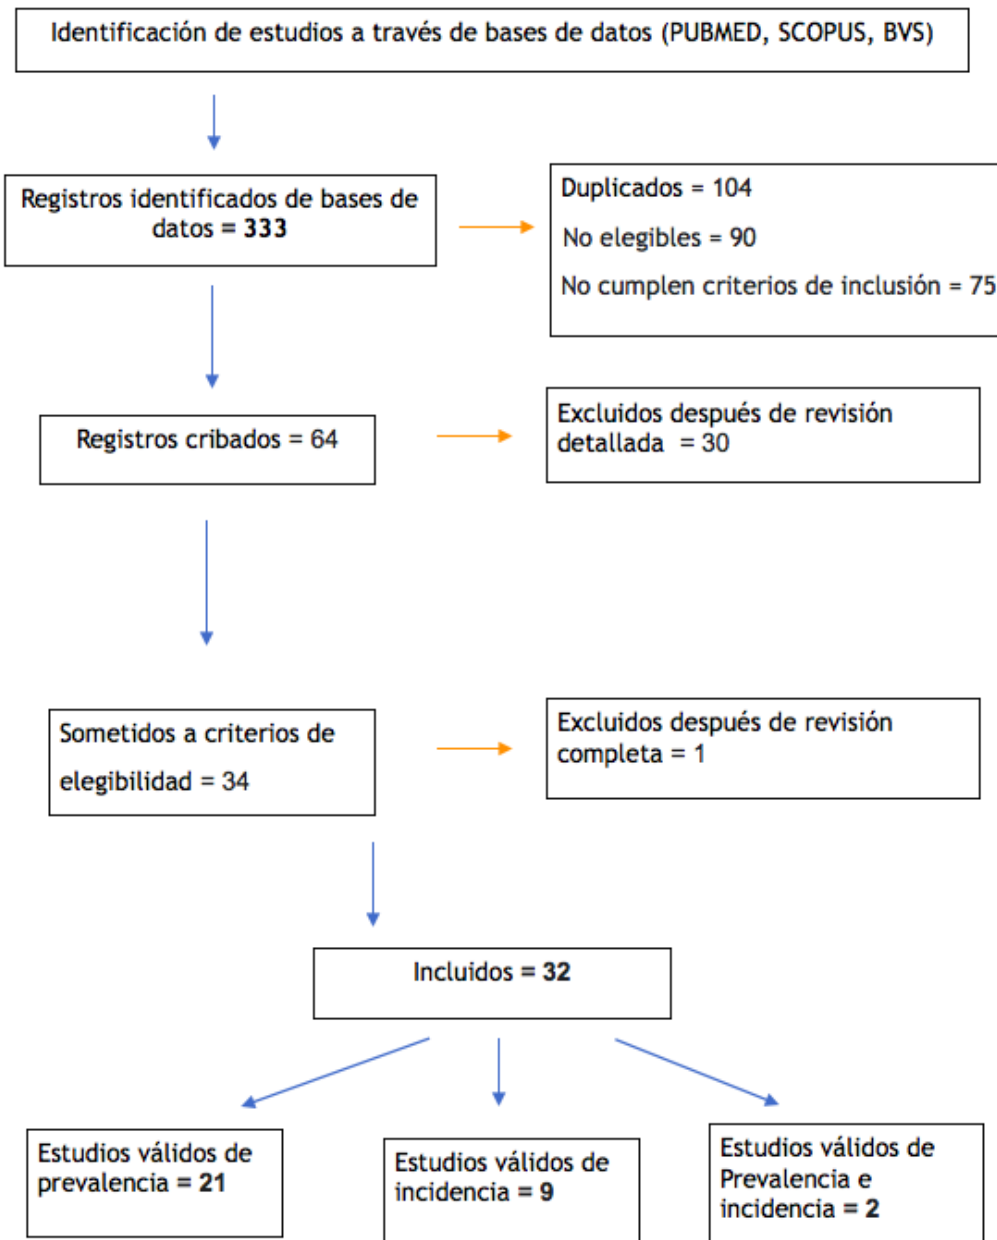 Identificación de estudios a través de bases de datos (PUBMED, SCOPUS, BVS)
Registros identificados de bases de
datos = 333
Duplicados = 104
No elegibles = 90
No cumplen criterios de inclusión = 75
Registros cribados = 64
Excluidos después de revisión
detallada = 30
Sometidos a criterios de
elegibilidad = 34
Excluidos después de revisión
completa = 1
Incluidos = 32
Estudios válidos de
prevalencia = 21
Estudios válidos de
incidencia = 9
Estudios válidos de
Prevalencia e
incidencia = 2